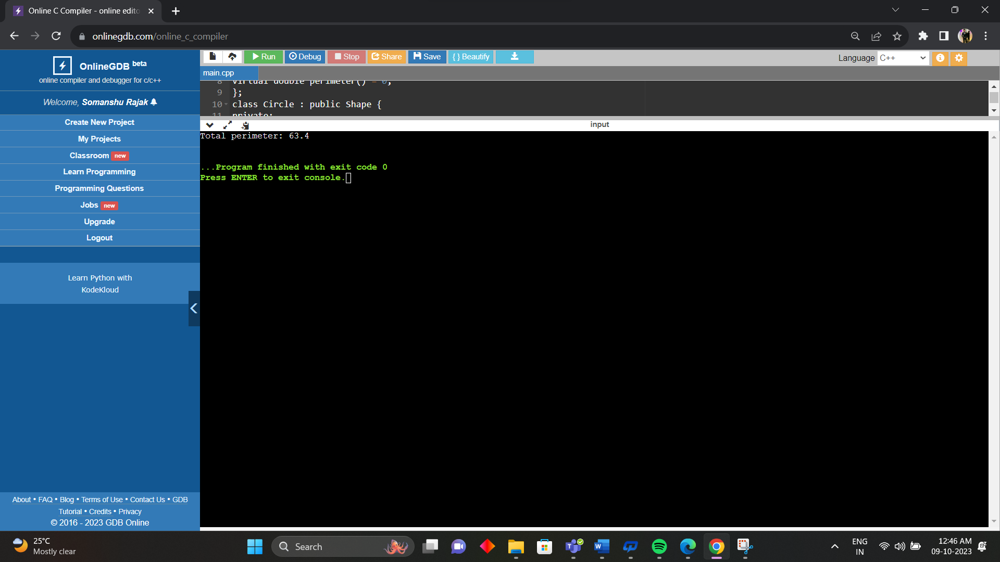 Online C Compiler - online edito
onlinegdb.com/online_c_compiler
OnlineGDB beta
online compiler and debugger for c/c++
Welcome, Somanshu Rajak
Create New Project
My Projects
Classroom new
Learn Programming
Programming Questions
Jobs new
Upgrade
Logout
Learn Python with
KodeKloud
About • FAQ • Blog • Terms of Use • Contact Us • GDB
Tutorial • Credits • Privacy
© 2016 - 2023 GDB Online
Run Debug Stop Share Save { } Beautify
Language C++
main.cpp
8 virtual double perimeter() = 0;
9 };
10 class Circle : public Shape {
11 private:
input
Total perimeter: 63.4
...Program finished with exit code 0
Press ENTER to exit console.
25°C
Mostly clear
Search
ENG
IN
12:46 AM
09-10-2023